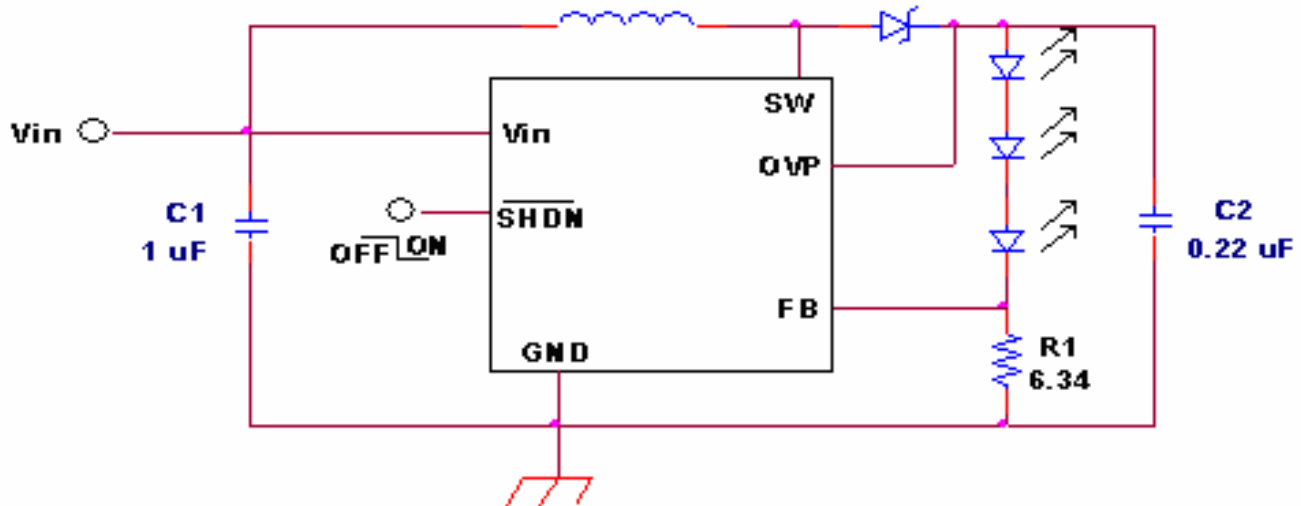 SW
Vin
Vin
OVP
C1
1 uF
SHDN
OFF ON
C2
0.22 uF
FB
GND
R1
6.34